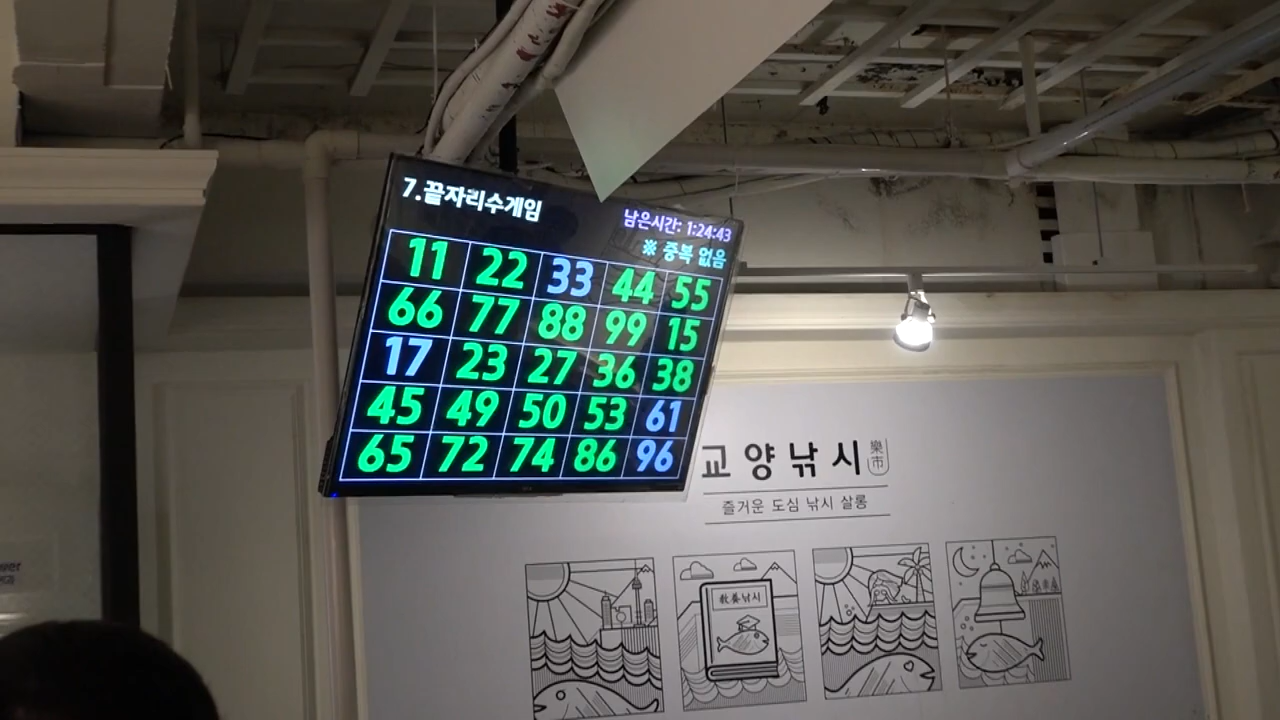 7.끝자리수게임
남은시간: 1:24:43
※ 중복 없음
11 22 33 44 55
66 77 88 99 15
17 23 27 36 38
45 49 50 53 61
65 72 74 86 96
교양낚시 樂市
즐거운 도심 낚시 살롱
敎養낚시